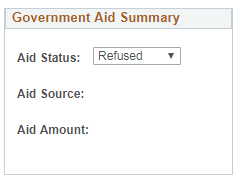 Government Aid Summary
Aid Status: Refused
Aid Source:
Aid Amount: